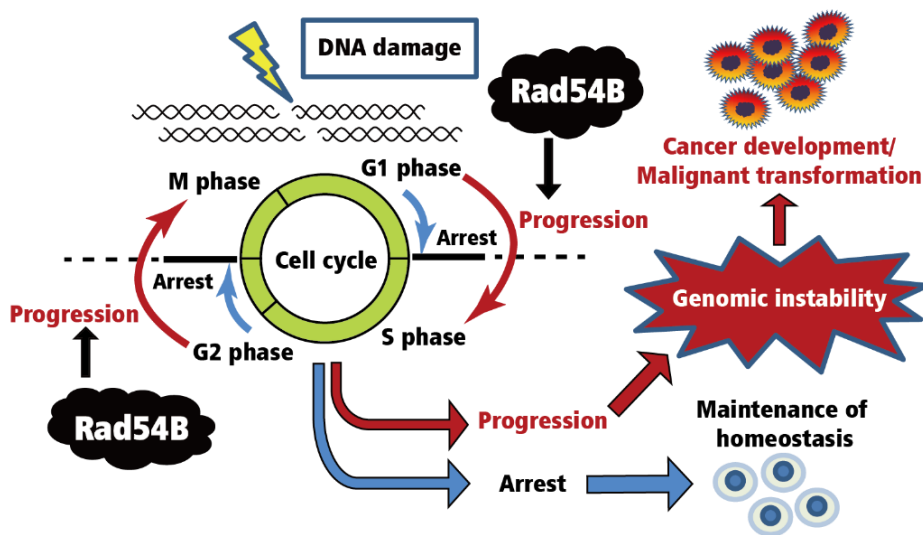 DNA damage
Rad54B
Cancer development/
Malignant transformation
G1 phase
M phase
Progression
Arrest
Cell cycle
Arrest
Genomic instability
Progression
S phase
G2 phase
Rad54B
Progression
Maintenance of
homeostasis
Arrest